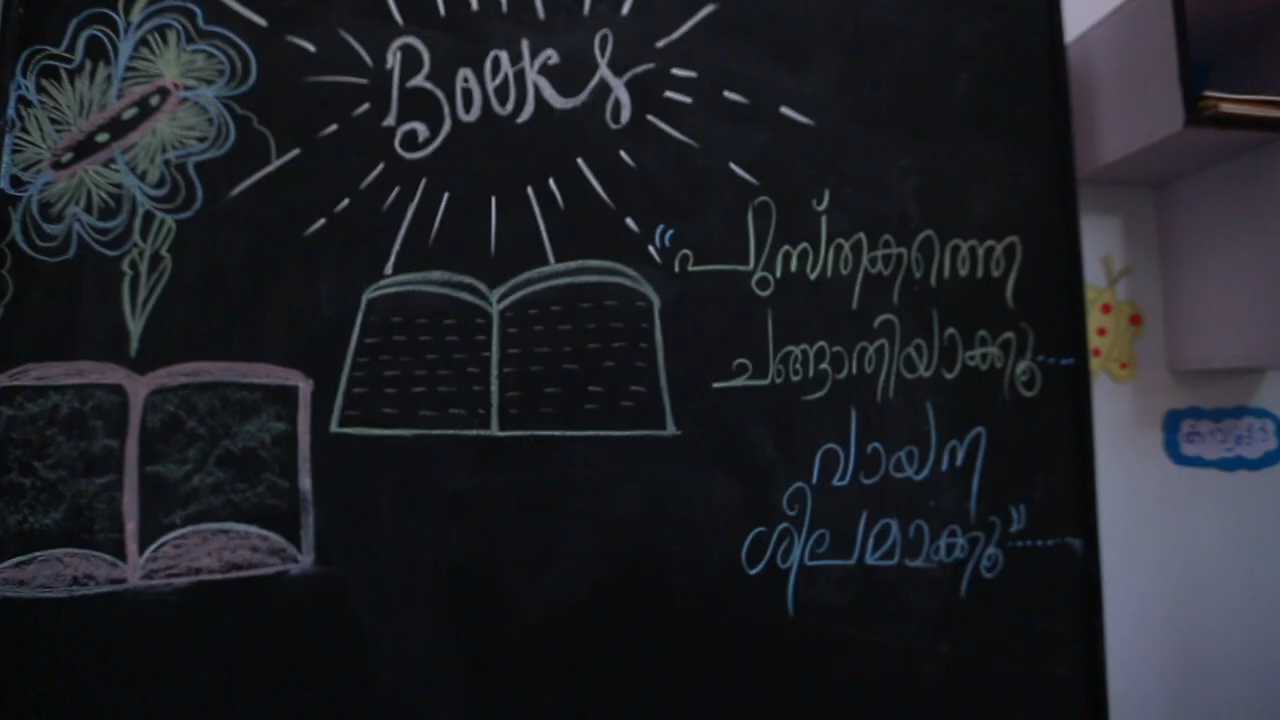 Books
“പുസ്തകത്തെ
ചങ്ങാതിയാക്കൂ
വായന
ശീലമാക്കൂ”